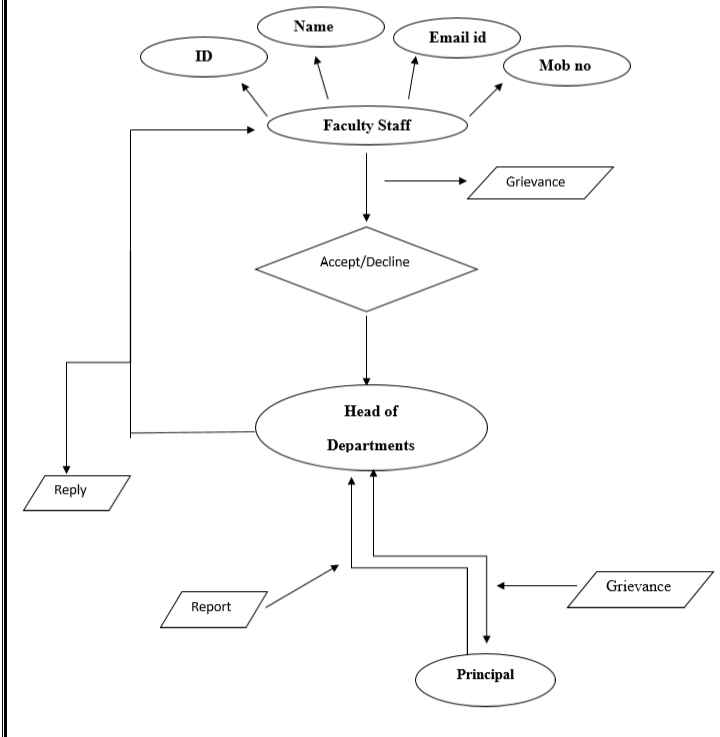 Name
Email id
ID
Mob no
Faculty Staff
Grievance
Accept/Decline
Head of
Departments
Reply
Report
Grievance
Principal